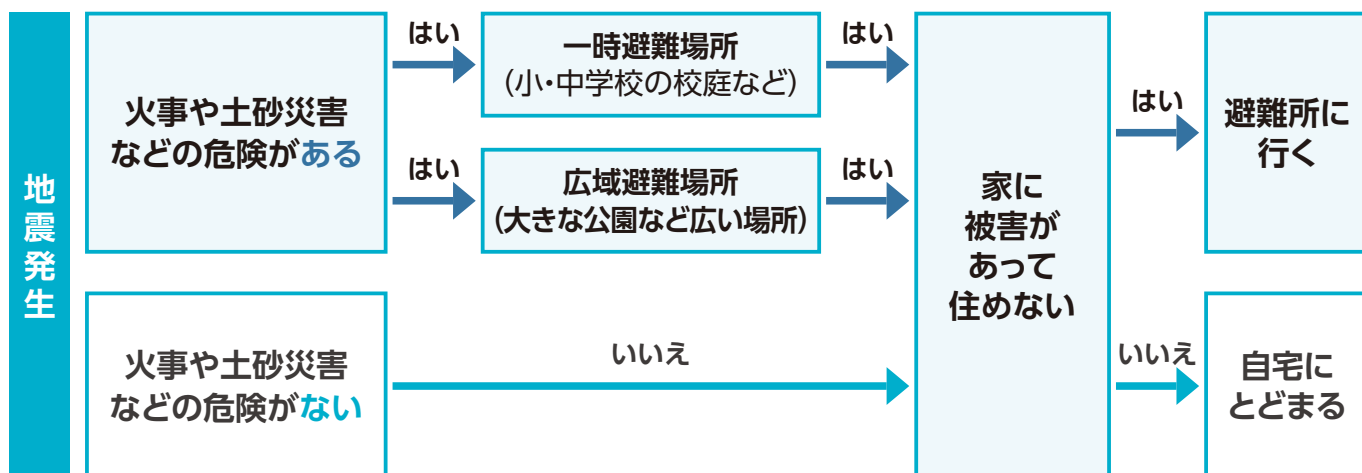 地震発生
火事や土砂災害
などの危険がある
はい
一時避難場所
(小・中学校の校庭など)
はい
はい
広域避難場所
(大きな公園など広い場所)
はい
火事や土砂災害
などの危険がない
いいえ
家に
被害が
あって
住めない
はい
避難所に
行く
いいえ
自宅に
とどまる